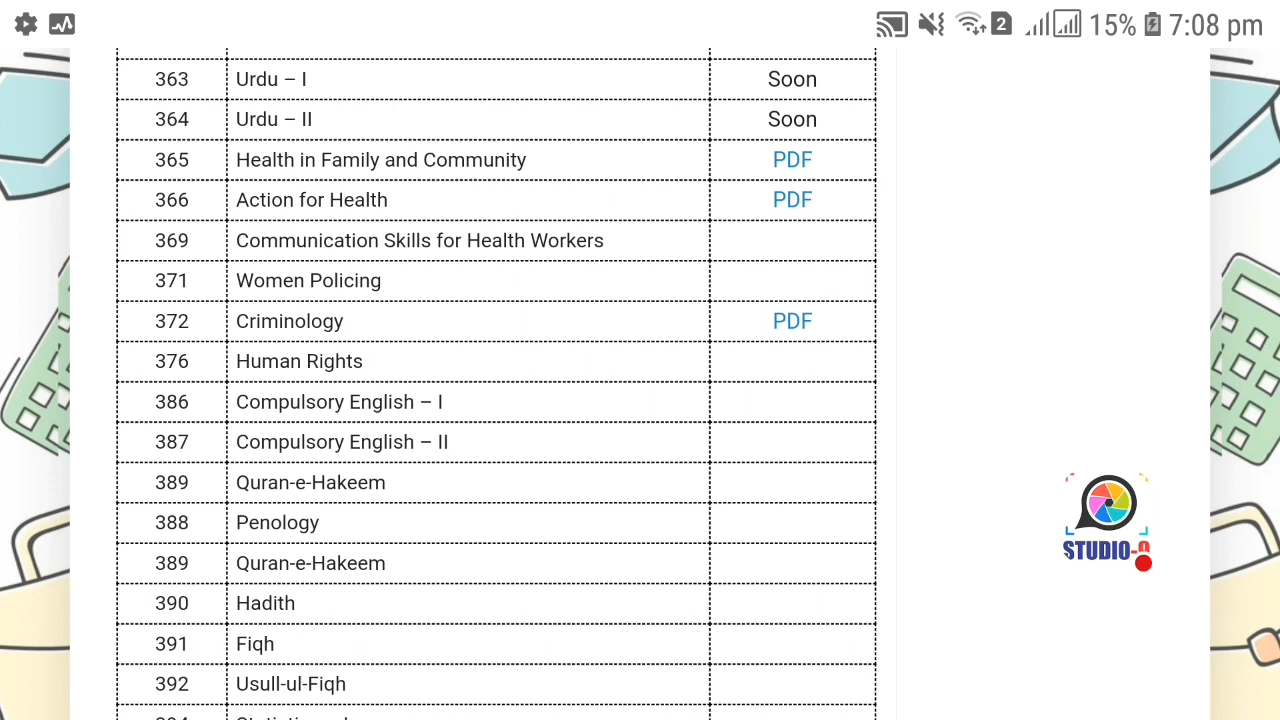 2 15% 7:08 pm
363 Urdu – I Soon
364 Urdu – II Soon
365 Health in Family and Community PDF
366 Action for Health PDF
369 Communication Skills for Health Workers
371 Women Policing
372 Criminology PDF
376 Human Rights
386 Compulsory English – I
387 Compulsory English – II
389 Quran-e-Hakeem
388 Penology
389 Quran-e-Hakeem
390 Hadith
391 Fiqh
392 Usull-ul-Fiqh
STUDIO-